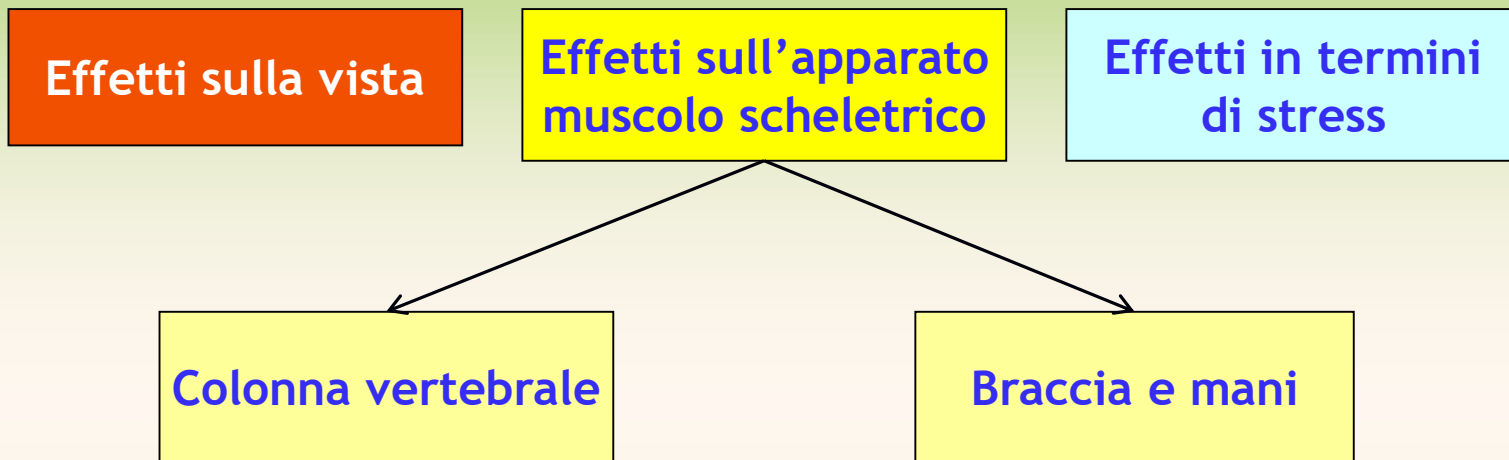 Effetti sulla vista
Effetti sull’apparato
muscolo scheletrico
Effetti in termini
di stress
Colonna vertebrale
Braccia e mani